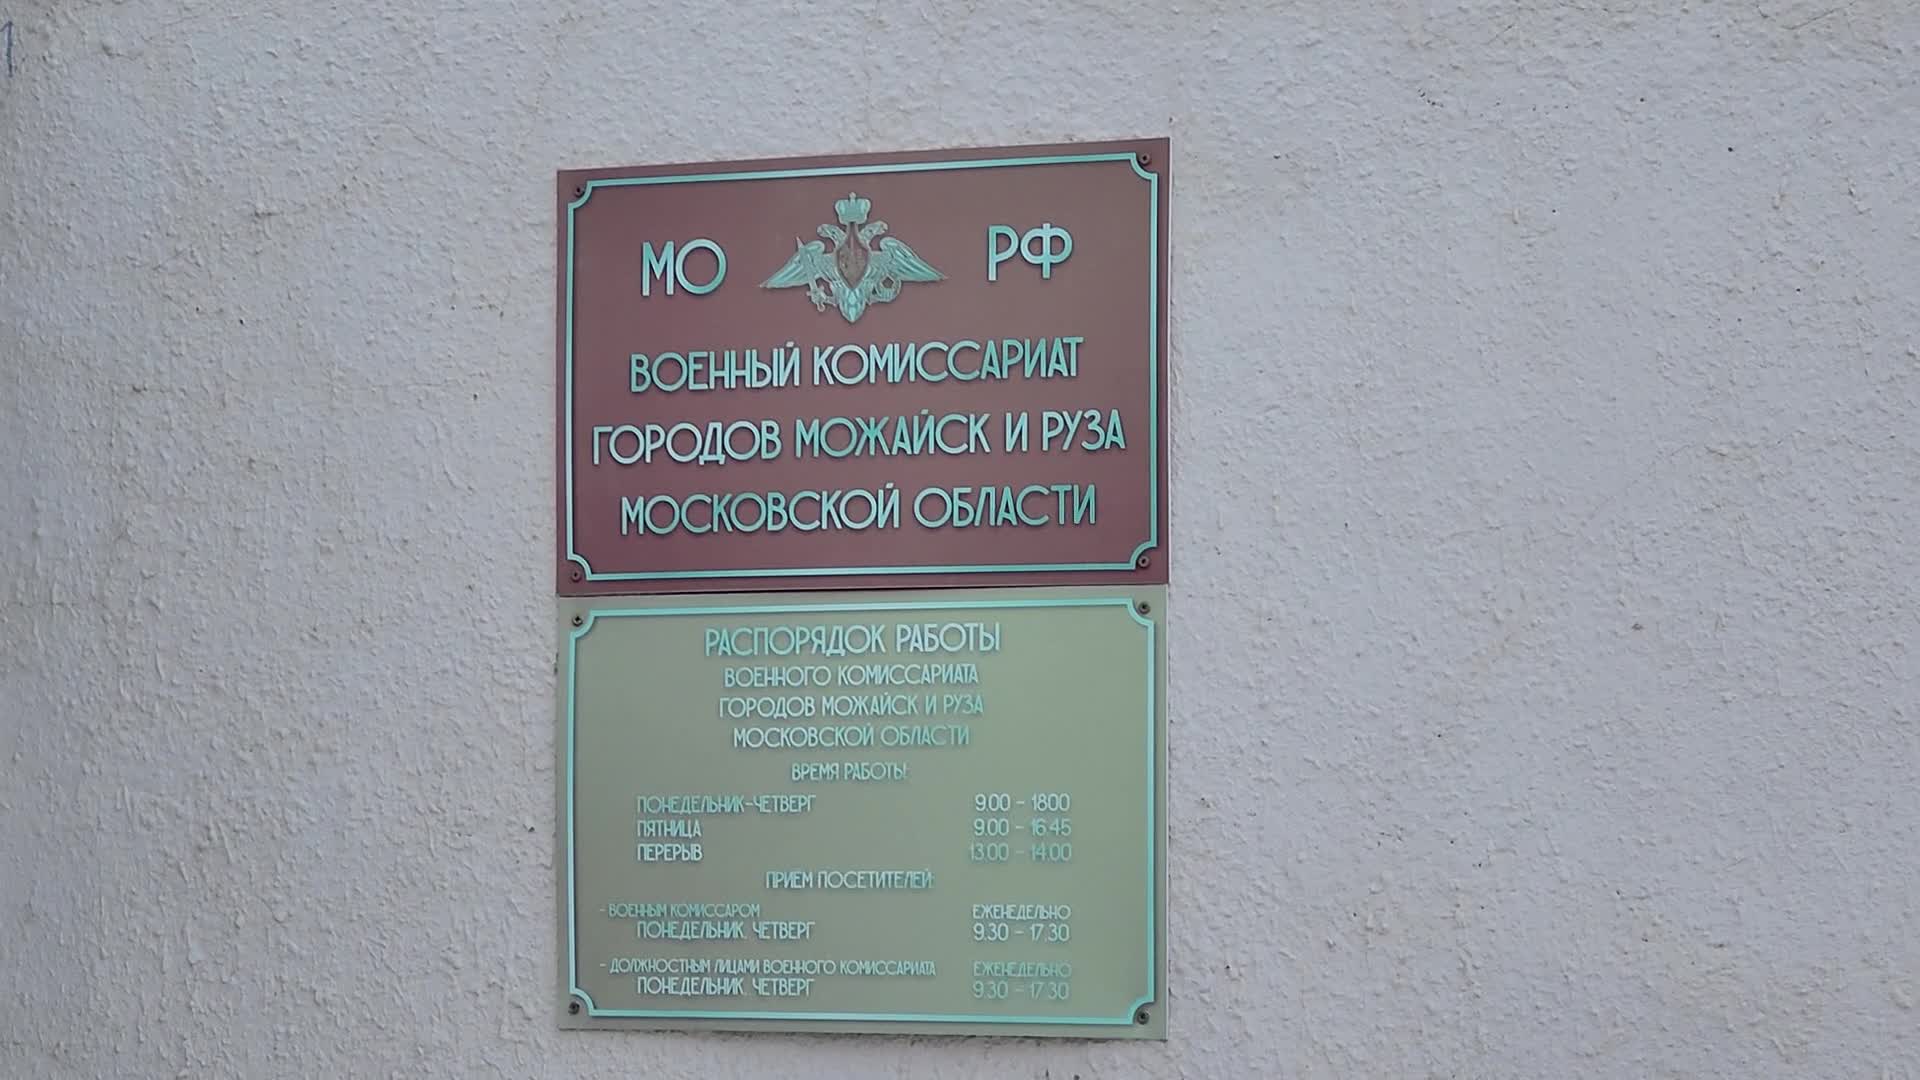 МО РФ
ВОЕННЫЙ КОМИССАРИАТ
ГОРОДОВ МОЖАЙСК И РУЗА
МОСКОВСКОЙ ОБЛАСТИ
РАСПОРЯДОК РАБОТЫ
ВОЕННОГО КОМИССАРИАТА
ГОРОДОВ МОЖАЙСК И РУЗА
МОСКОВСКОЙ ОБЛАСТИ
ВРЕМЯ РАБОТЫ:
ПОНЕДЕЛЬНИК-ЧЕТВЕРГ 9.00 - 18.00
ПЯТНИЦА 9.00 - 16.45
ПЕРЕРЫВ 13.00 - 14.00
ПРИЕМ ПОСЕТИТЕЛЕЙ:
- ВОЕННЫМ КОМИССАРОМ ЕЖЕНЕДЕЛЬНО
ПОНЕДЕЛЬНИК, ЧЕТВЕРГ 9.30 - 17.30
- ДОЛЖНОСТНЫМ ЛИЦАМИ ВОЕННОГО КОМИССАРИАТА ЕЖЕНЕДЕЛЬНО
ПОНЕДЕЛЬНИК, ЧЕТВЕРГ 9.30 - 17.30